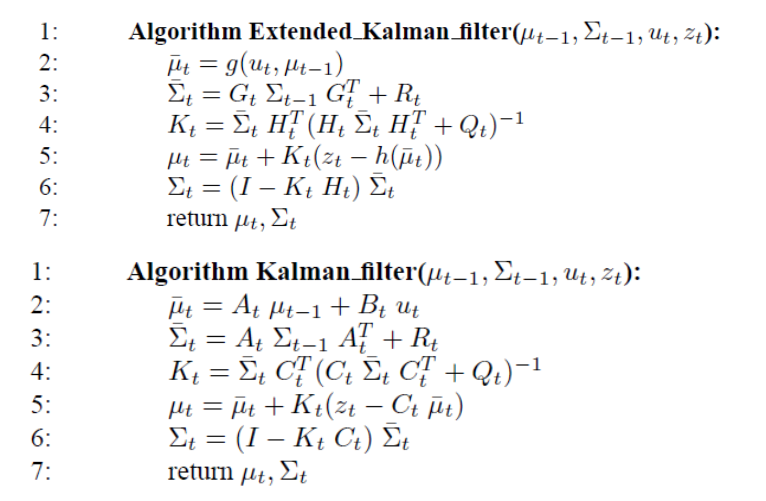 1: Algorithm Extended_Kalman_filter(μ_{t−1}, Σ_{t−1}, u_t, z_t):
2: μ̄_t = g(u_t, μ_{t−1})
3: Σ̄_t = G_t Σ_{t−1} G_t^T + R_t
4: K_t = Σ̄_t H_t^T (H_t Σ̄_t H_t^T + Q_t)^{−1}
5: μ_t = μ̄_t + K_t(z_t − h(μ̄_t))
6: Σ_t = (I − K_t H_t) Σ̄_t
7: return μ_t, Σ_t
1: Algorithm Kalman_filter(μ_{t−1}, Σ_{t−1}, u_t, z_t):
2: μ̄_t = A_t μ_{t−1} + B_t u_t
3: Σ̄_t = A_t Σ_{t−1} A_t^T + R_t
4: K_t = Σ̄_t C_t^T (C_t Σ̄_t C_t^T + Q_t)^{−1}
5: μ_t = μ̄_t + K_t(z_t − C_t μ̄_t)
6: Σ_t = (I − K_t C_t) Σ̄_t
7: return μ_t, Σ_t